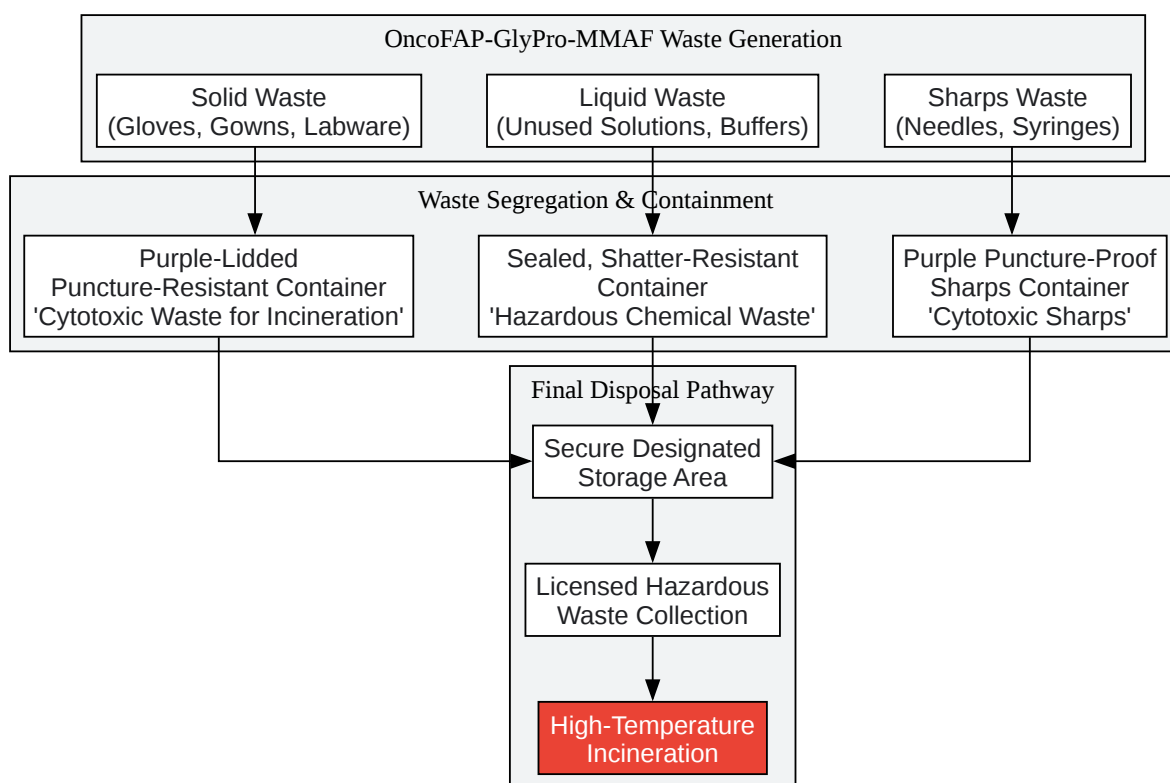 OncoFAP-GlyPro-MMAF Waste Generation
Solid Waste
(Gloves, Gowns, Labware)
Liquid Waste
(Unused Solutions, Buffers)
Sharps Waste
(Needles, Syringes)
Waste Segregation & Containment
Purple-Lidded
Puncture-Resistant Container
'Cytotoxic Waste for Incineration'
Sealed, Shatter-Resistant
Container
'Hazardous Chemical Waste'
Purple Puncture-Proof
Sharps Container
'Cytotoxic Sharps'
Final Disposal Pathway
Secure Designated
Storage Area
Licensed Hazardous
Waste Collection
High-Temperature
Incineration